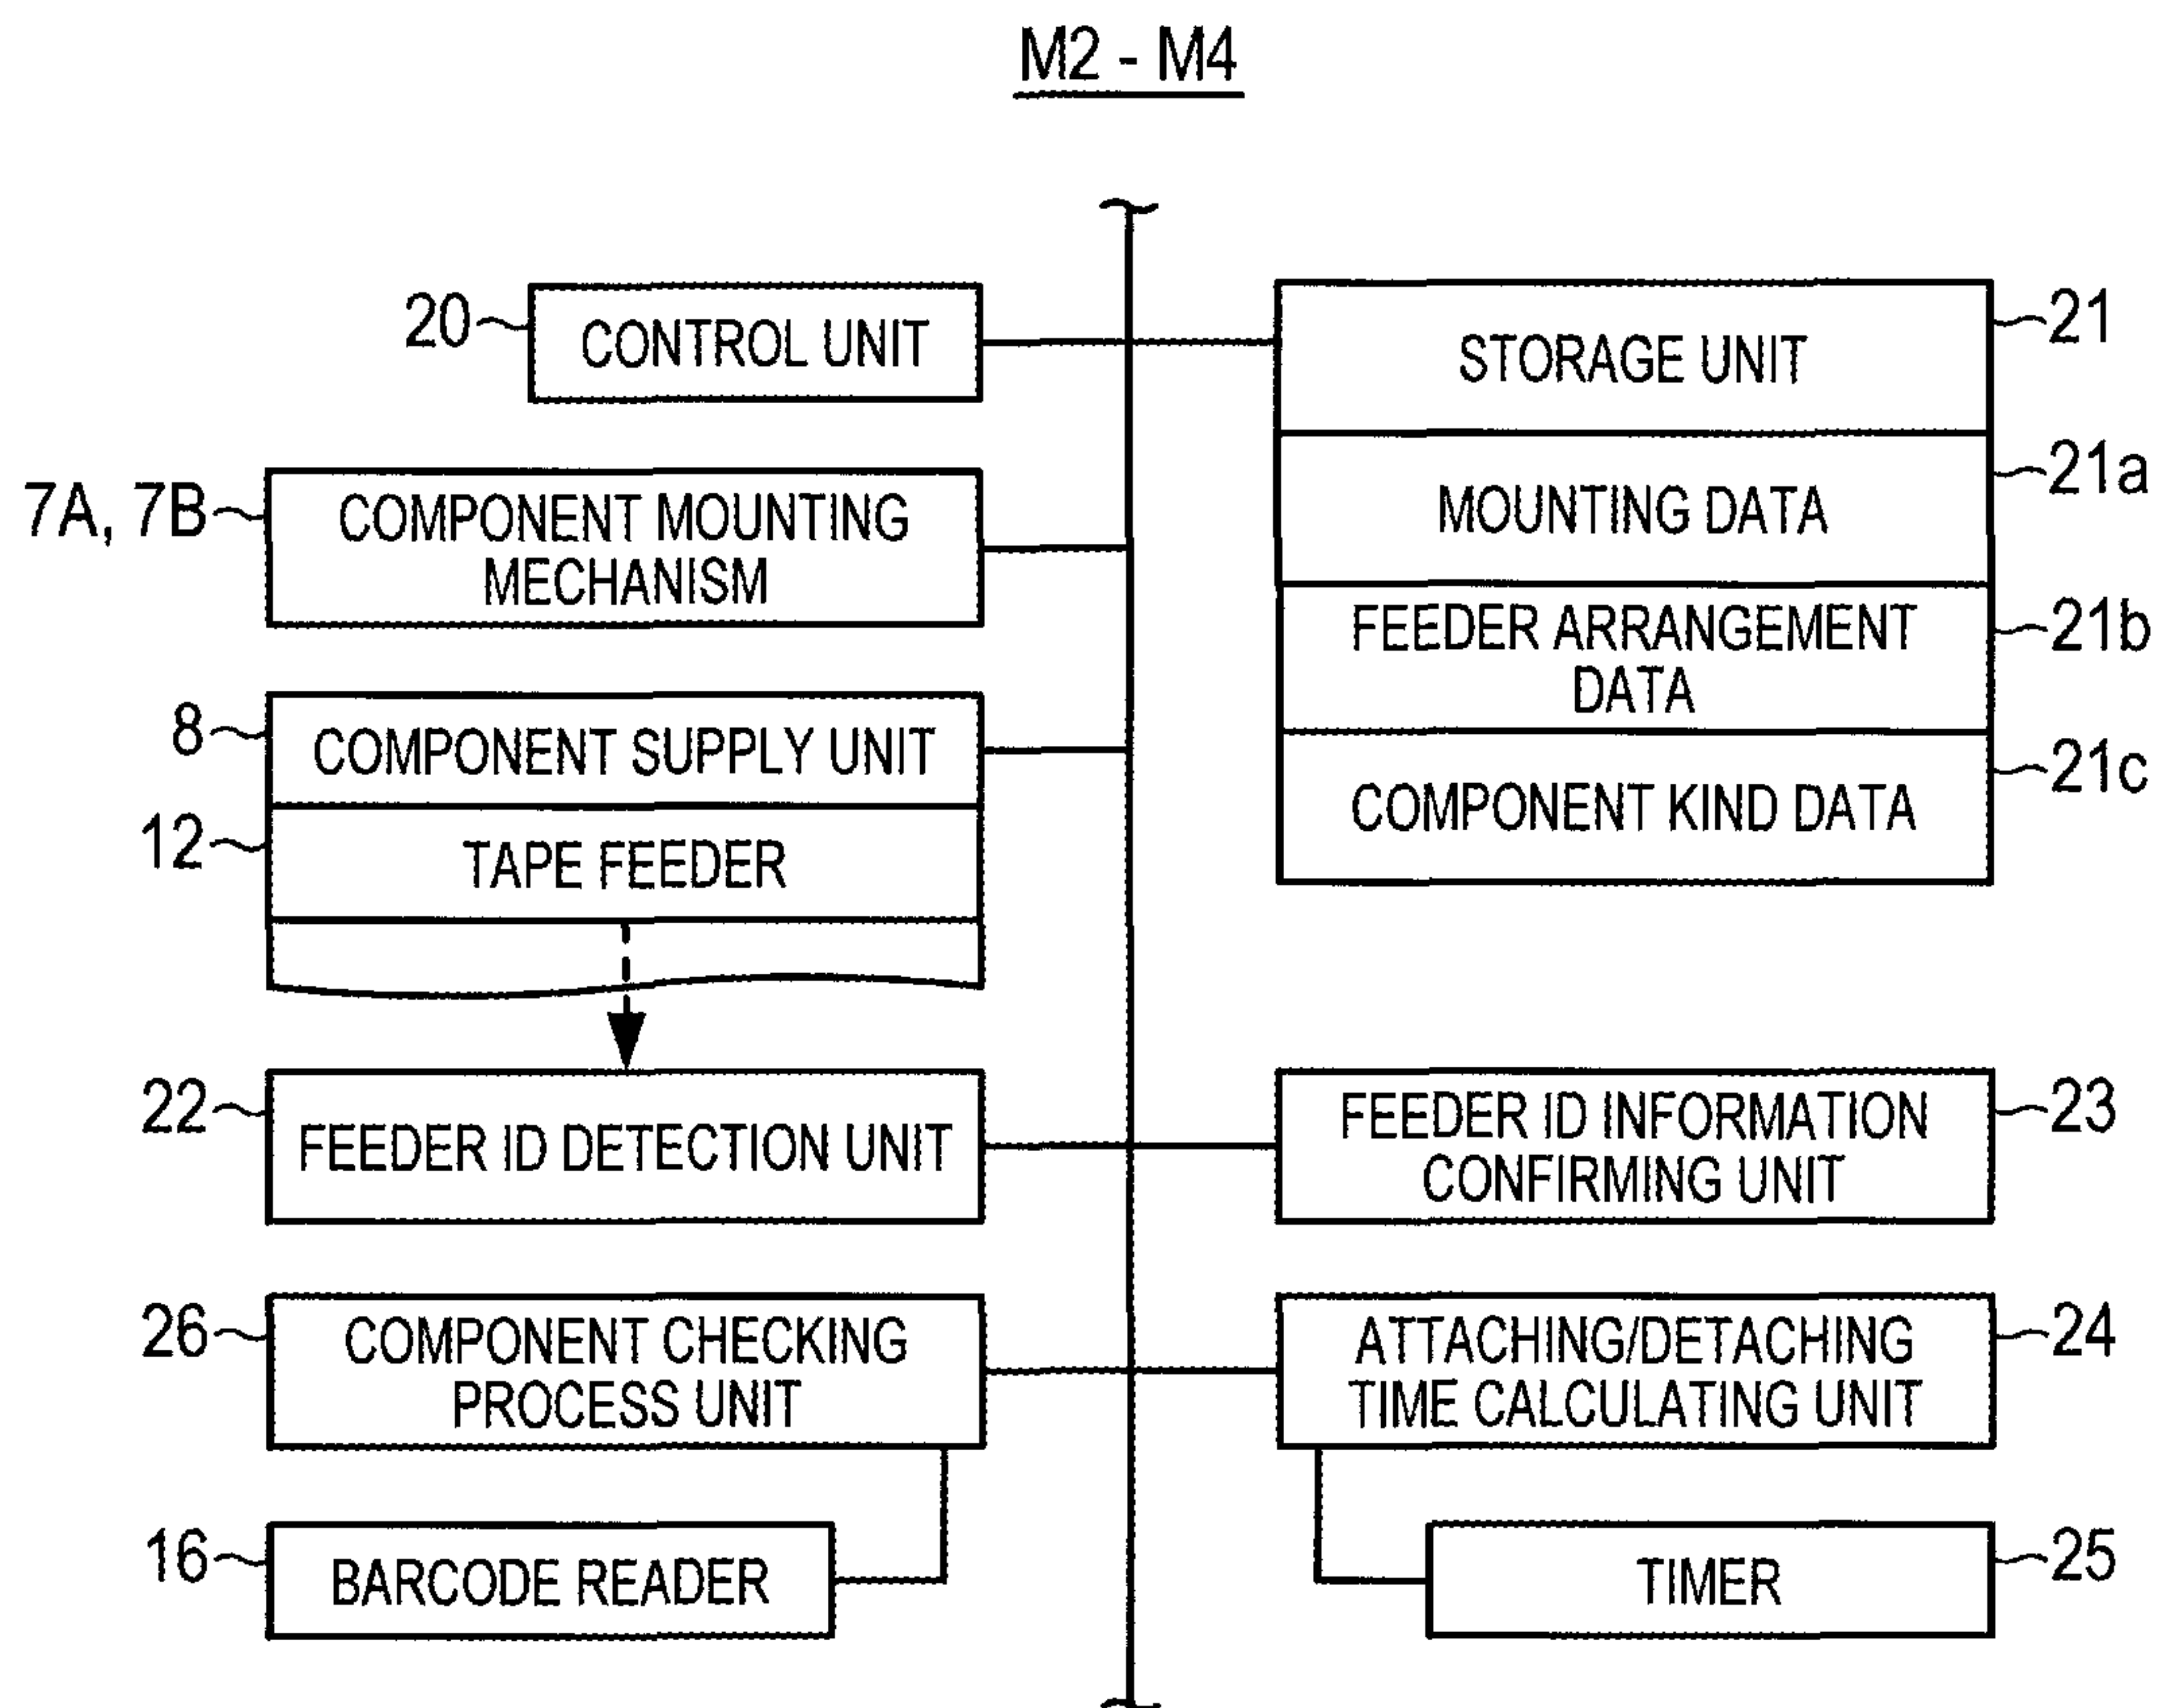 M2 - M4
20
CONTROL UNIT
7A, 7B
COMPONENT MOUNTING
MECHANISM
8
COMPONENT SUPPLY UNIT
12
TAPE FEEDER
22
FEEDER ID DETECTION UNIT
26
COMPONENT CHECKING
PROCESS UNIT
16
BARCODE READER
STORAGE UNIT
21
MOUNTING DATA
21a
FEEDER ARRANGEMENT
DATA
21b
COMPONENT KIND DATA
21c
FEEDER ID INFORMATION
CONFIRMING UNIT
23
ATTACHING/DETACHING
TIME CALCULATING UNIT
24
TIMER
25